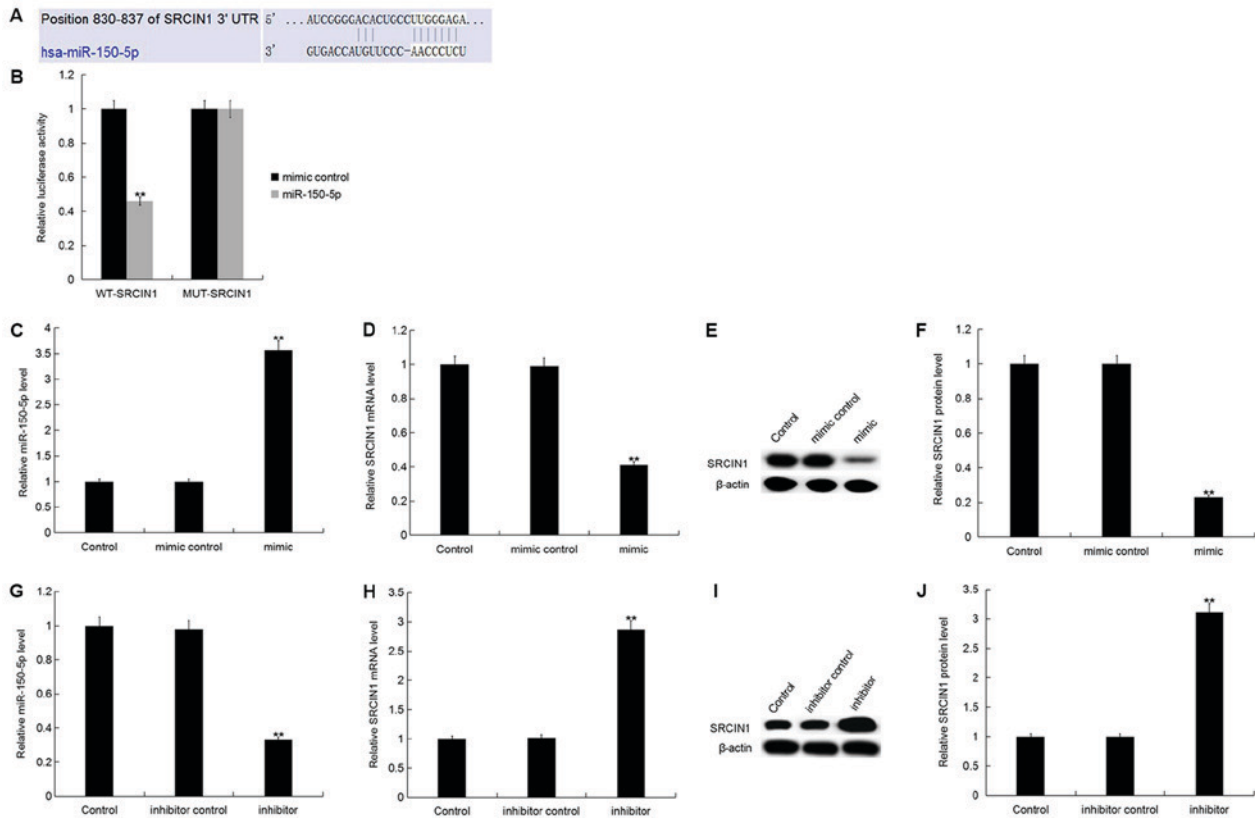 A
Position 830-837 of SRCIN1 3' UTR 5' ...AUCGGGGACACUGCCUUGGGAGA...
hsa-miR-150-5p 3' GUGACCAUGUUCCC-AACCCUCU
B
Relative luciferase activity
1.2
1
0.8
0.6
0.4
0.2
0
**
WT-SRCIN1 MUT-SRCIN1
mimic control
miR-150-5p
C
Relative miR-150-5p level
4
3.5
3
2.5
2
1.5
1
0.5
0
**
Control mimic control mimic
D
Relative SRCIN1 mRNA level
1.2
1
0.8
0.6
0.4
0.2
0
**
Control mimic control mimic
E
Control mimic control mimic
SRCIN1
β-actin
F
Relative SRCIN1 protein level
1.2
1
0.8
0.6
0.4
0.2
0
**
Control mimic control mimic
G
Relative miR-150-5p level
1.2
1
0.8
0.6
0.4
0.2
0
**
Control inhibitor control inhibitor
H
Relative SRCIN1 mRNA level
3.5
3
2.5
2
1.5
1
0.5
0
**
Control inhibitor control inhibitor
I
Control inhibitor control inhibitor
SRCIN1
β-actin
J
Relative SRCIN1 protein level
3.5
3
2.5
2
1.5
1
0.5
0
**
Control inhibitor control inhibitor